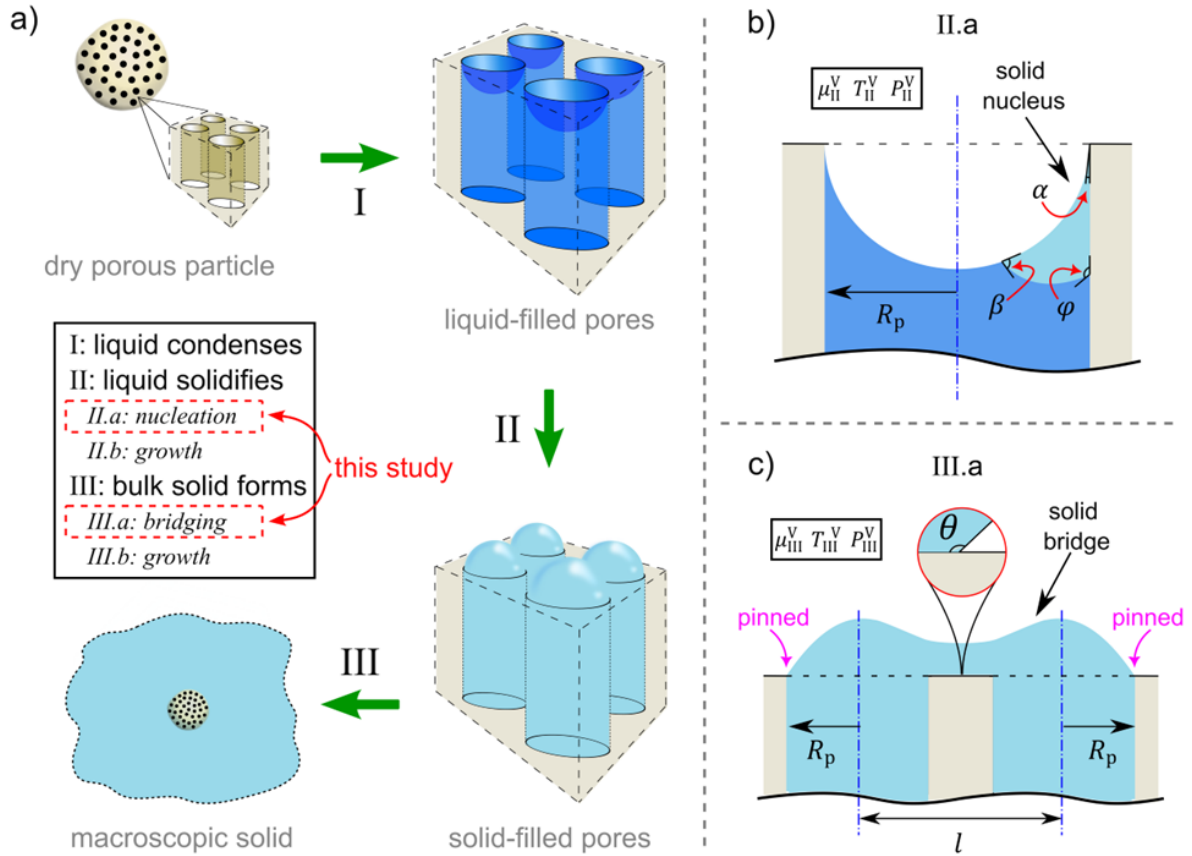 a)
dry porous particle
I
liquid-filled pores
I: liquid condenses
II: liquid solidifies
II.a: nucleation
II.b: growth
III: bulk solid forms
III.a: bridging
III.b: growth
this study
II
III
macroscopic solid
solid-filled pores
b)
II.a
μ_II^V T_II^V P_II^V
solid
nucleus
α
β
φ
R_p
c)
III.a
μ_III^V T_III^V P_III^V
θ
solid
bridge
pinned
pinned
R_p
R_p
l